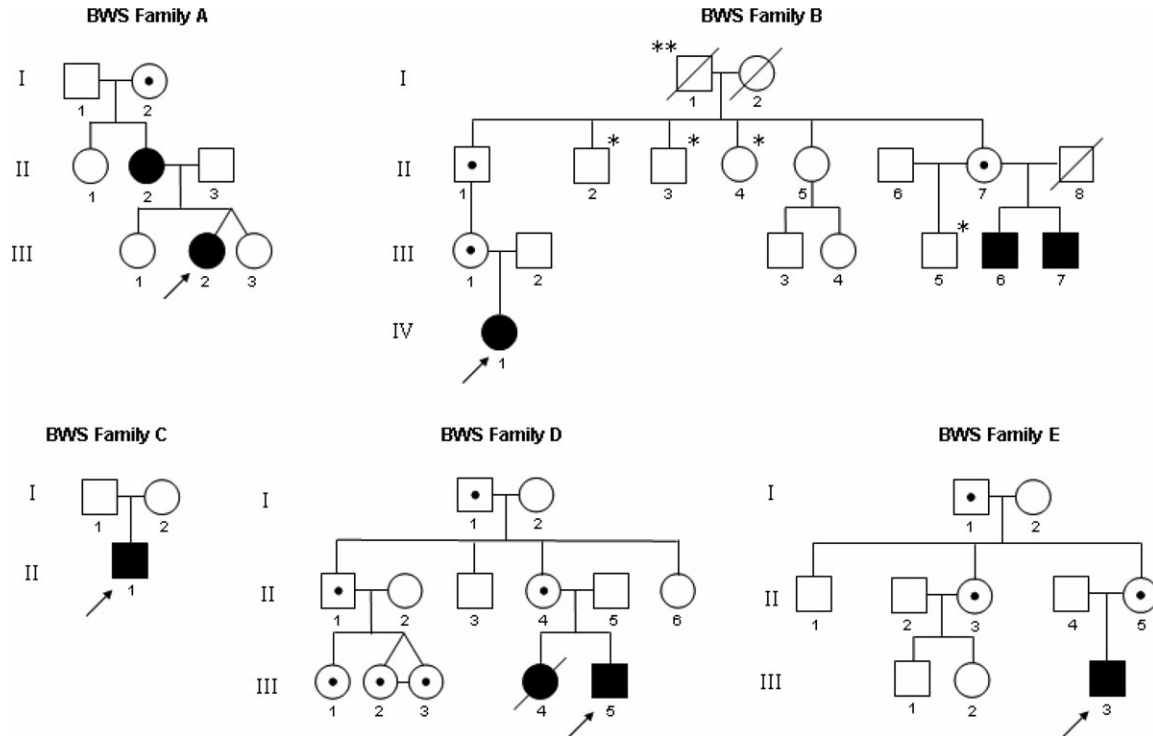 BWS Family A
I
1 2
II
1 2 3
III
1 2 3
BWS Family B
I
** 1 2
II
1 2 * 3 * 4 * 5 6 7 8
III
1 2 3 4 5 * 6 7
IV
1
BWS Family C
I
1 2
II
1
BWS Family D
I
1 2
II
1 2 3 4 5 6
III
1 2 3 4 5
BWS Family E
I
1 2
II
1 2 3 4 5
III
1 2 3